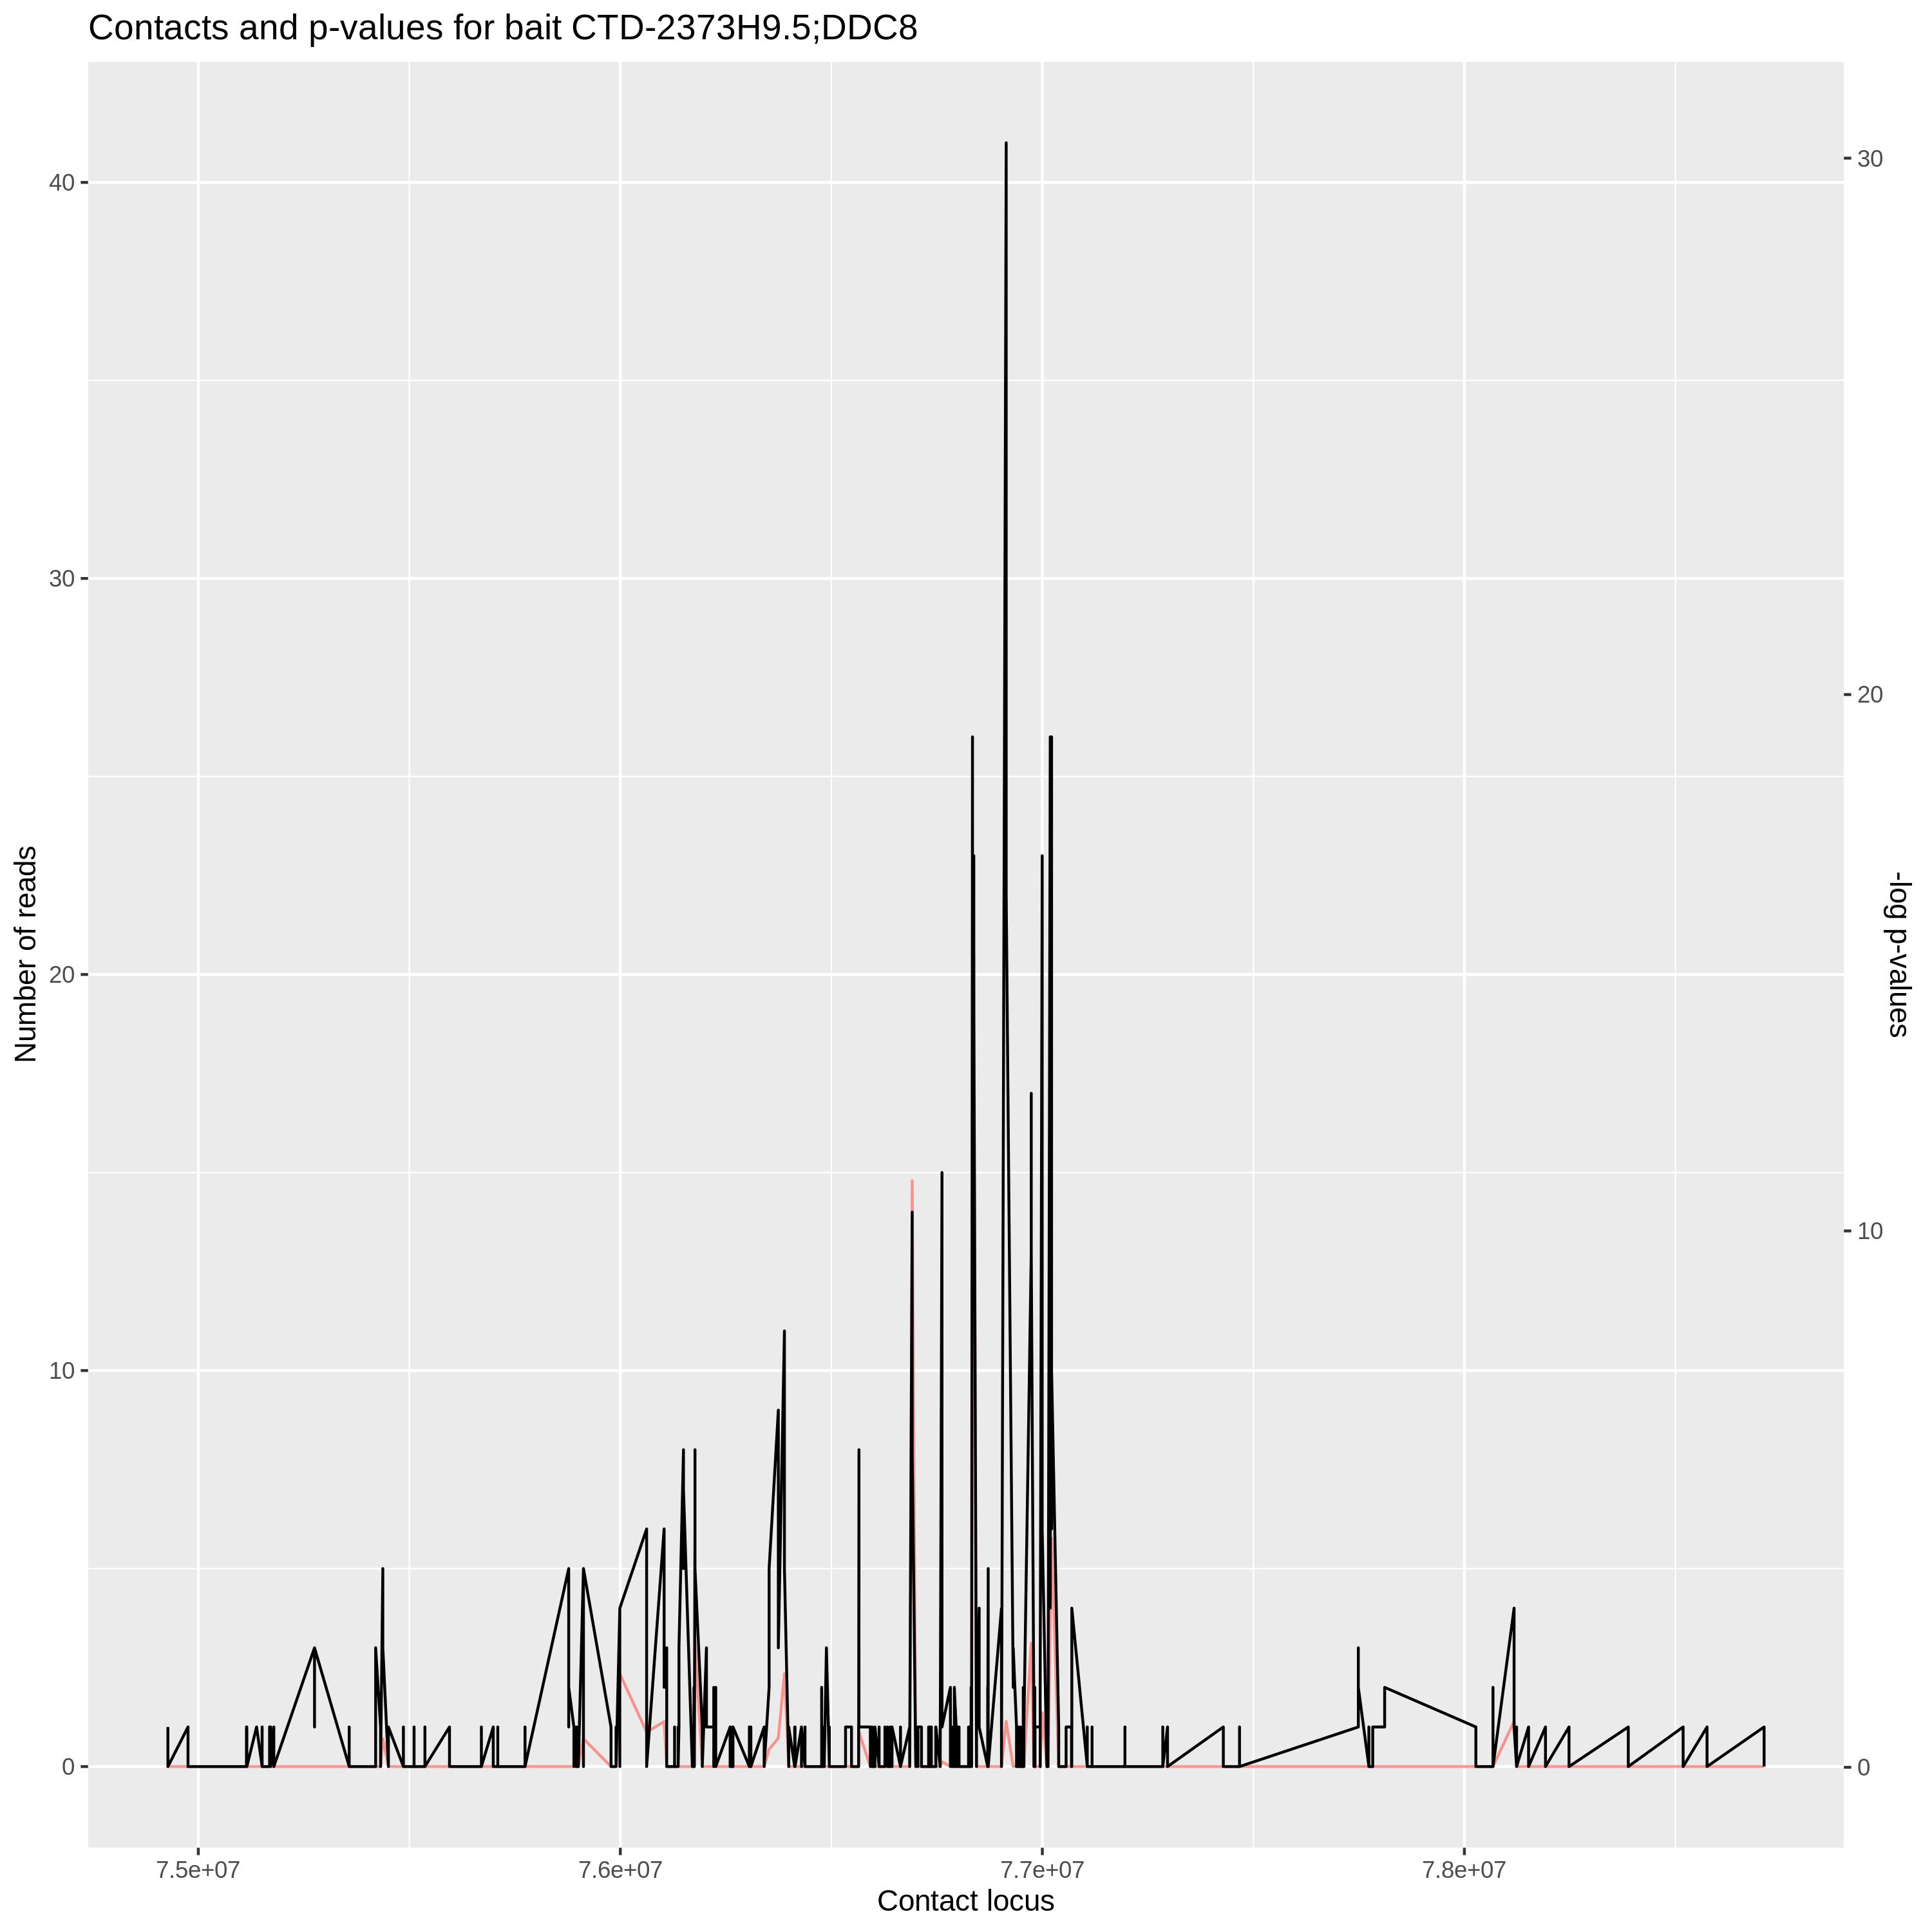 Contacts and p-values for bait CTD-2373H9.5;DDC8
40
30
20
10
0
30
20
10
0
Number of reads
-log p-values
7.5e+07 7.6e+07 7.7e+07 7.8e+07
Contact locus